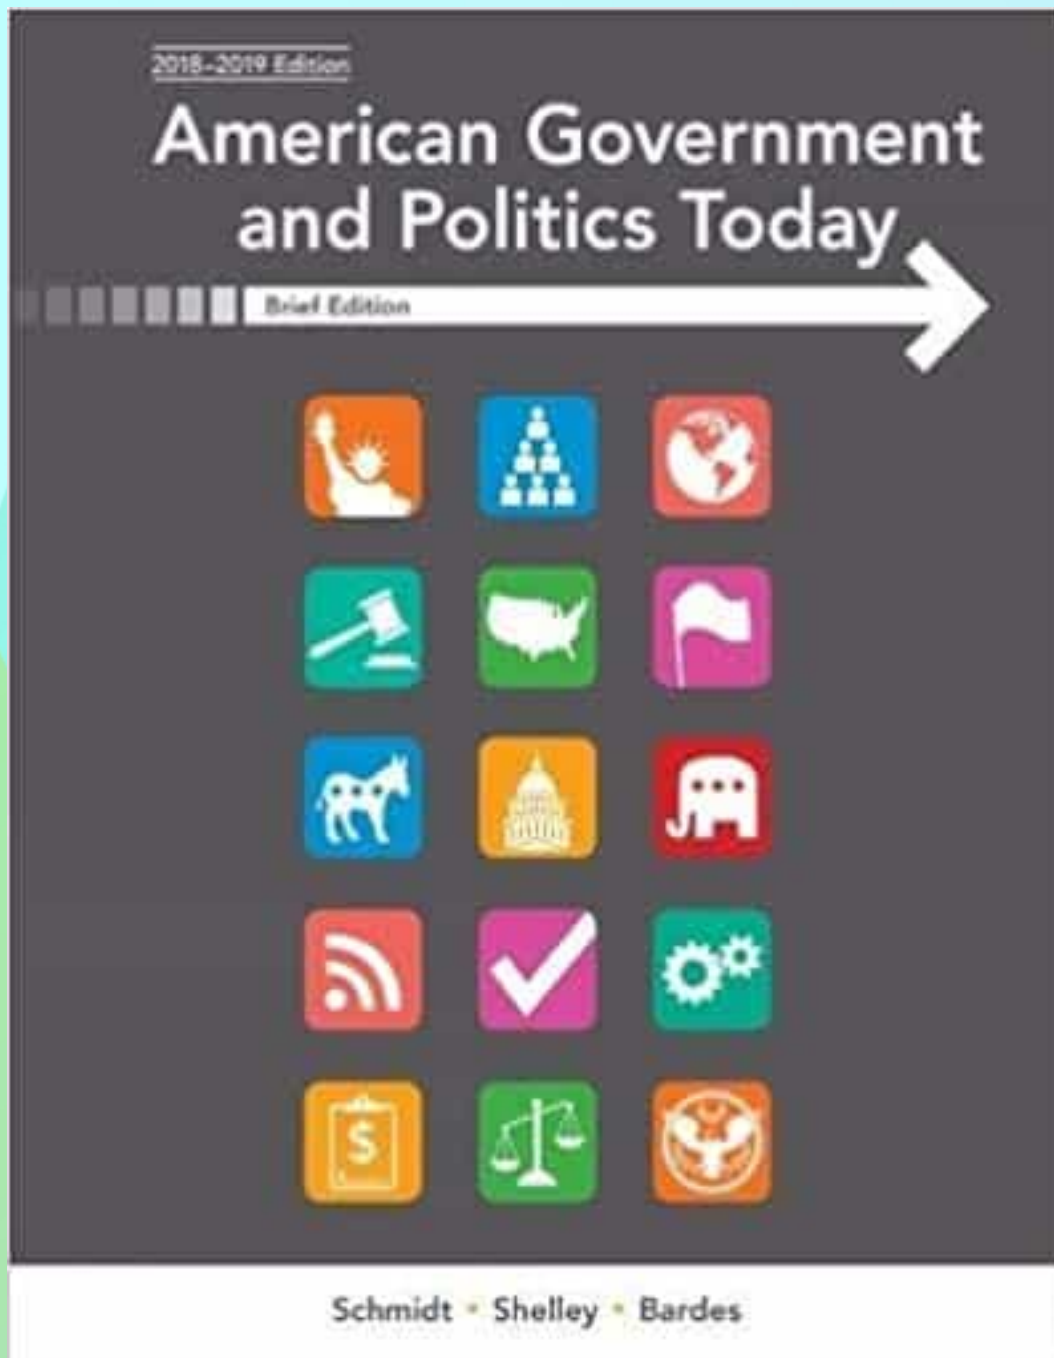 2018–2019 Edition
American Government
and Politics Today
Brief Edition
$
Schmidt • Shelley • Bardes